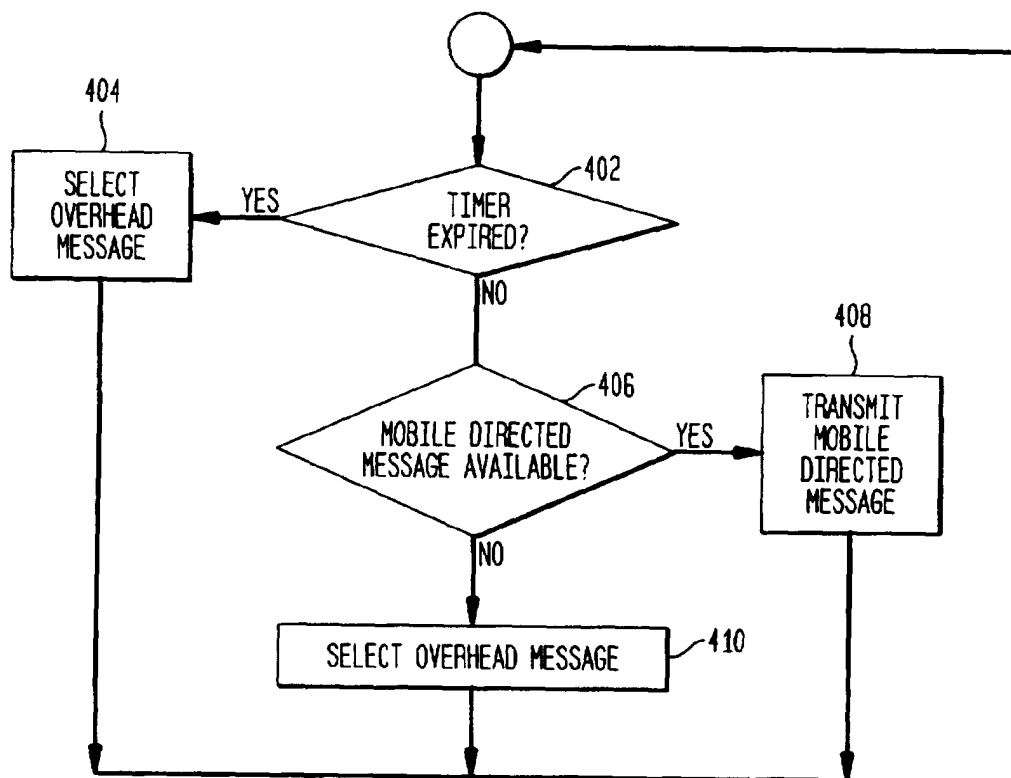 404
SELECT
OVERHEAD
MESSAGE
YES
402
TIMER
EXPIRED?
NO
406
MOBILE DIRECTED
MESSAGE AVAILABLE?
YES
408
TRANSMIT
MOBILE
DIRECTED
MESSAGE
NO
SELECT OVERHEAD MESSAGE
410